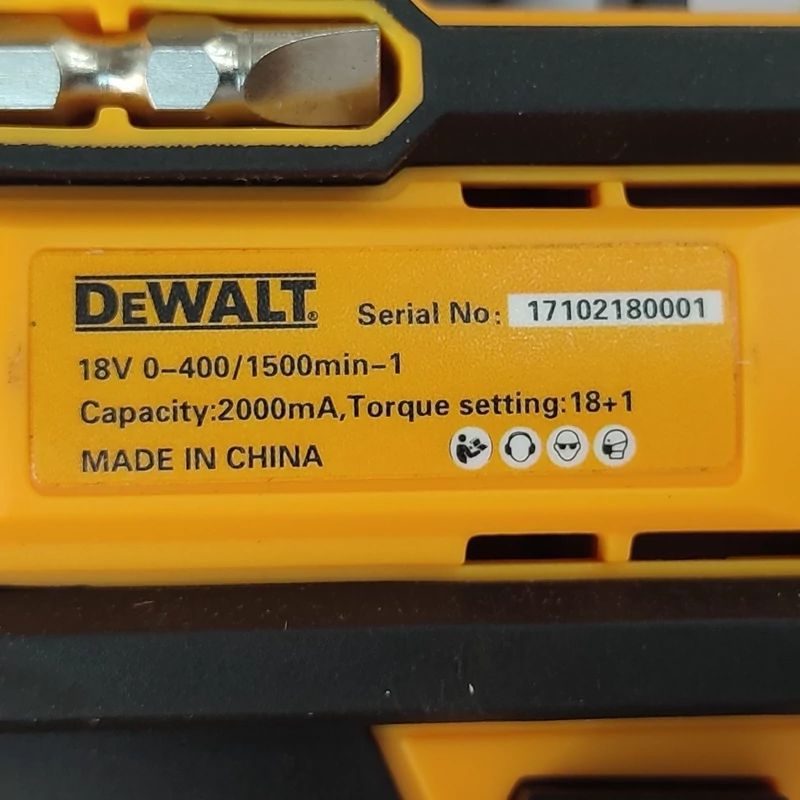 DEWALT®
Serial No: 17102180001
18V 0-400/1500min-1
Capacity:2000mA,Torque setting:18+1
MADE IN CHINA